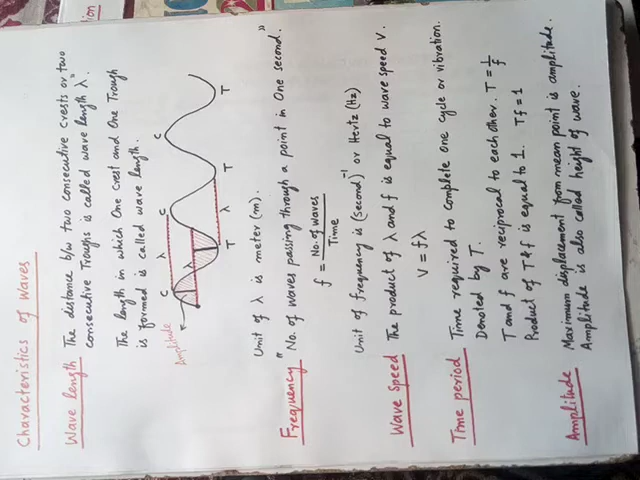 tion
Characteristics of Waves
Wave length The distance b/w two consecutive crests or two
consecutive Troughs is called wave length λ".
The length in which One Crest and One Trough
is formed is called wave length.
Amplitude
C C C
λ
λ
λ
T T T
Unit of λ is meter (m).
Frequency "No. of waves passing through a point in One second."
f = No. of waves
Time
Unit of frequency is (second)⁻¹ or Hertz (Hz)
Wave Speed The product of λ and f is equal to wave speed V.
V = fλ
Time period Time required to complete one cycle or vibration.
Denoted by T.
T and f are reciprocal to each other. T = 1/f
Product of T & f is equal to 1. Tf = 1
Amplitude Maximum displacement from mean point is amplitude.
Amplitude is also called height of wave.